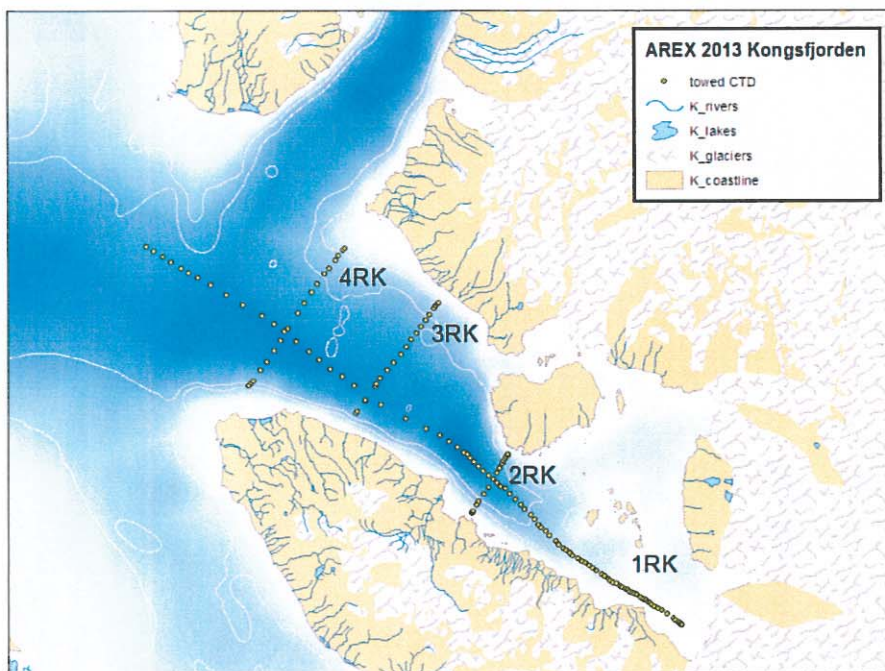 AREX 2013 Kongsfjorden
towed CTD
K_rivers
K_lakes
K_glaciers
K_coastline
4RK
3RK
2RK
1RK